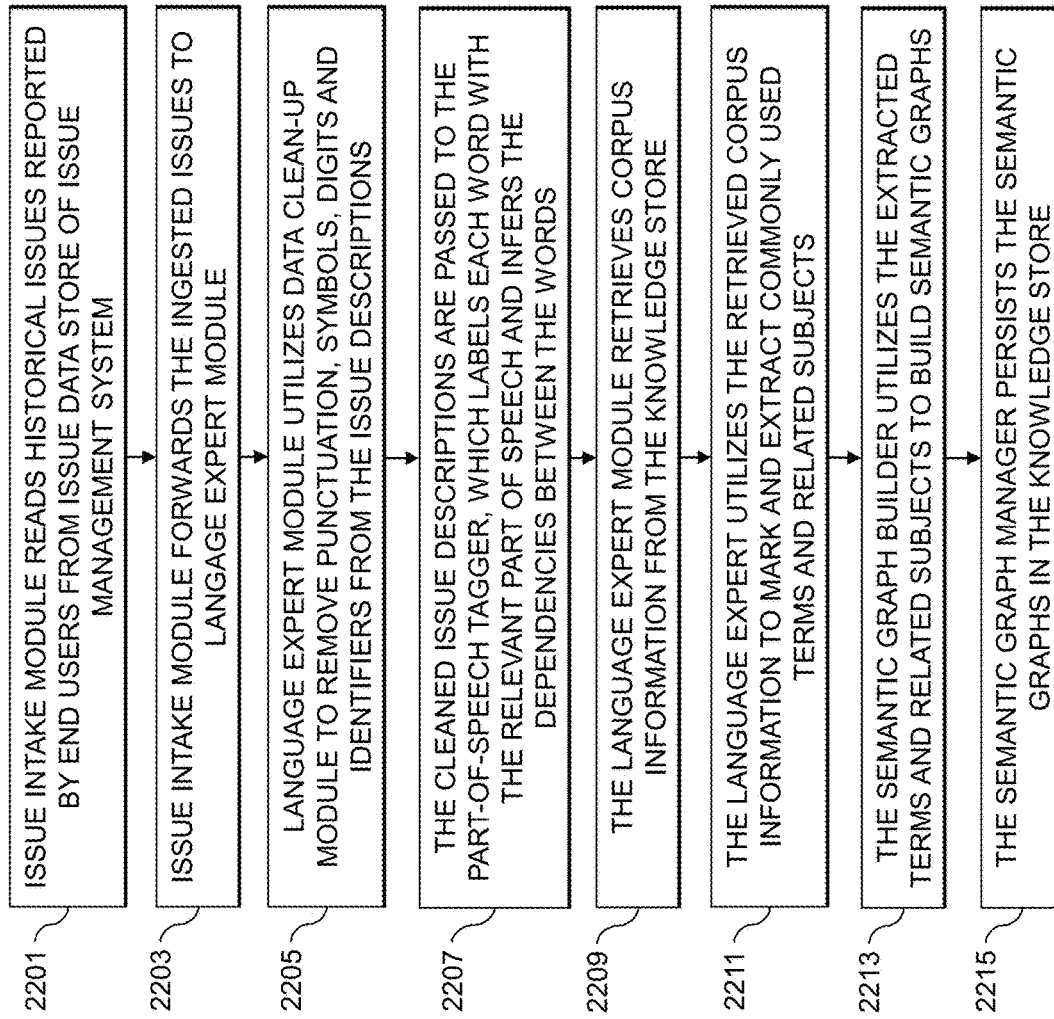 2201
ISSUE INTAKE MODULE READS HISTORICAL ISSUES REPORTED
BY END USERS FROM ISSUE DATA STORE OF ISSUE
MANAGEMENT SYSTEM
2203
ISSUE INTAKE MODULE FORWARDS THE INGESTED ISSUES TO
LANGAGE EXPERT MODULE
2205
LANGUAGE EXPERT MODULE UTILIZES DATA CLEAN-UP
MODULE TO REMOVE PUNCTUATION, SYMBOLS, DIGITS AND
IDENTIFIERS FROM THE ISSUE DESCRIPTIONS
2207
THE CLEANED ISSUE DESCRIPTIONS ARE PASSED TO THE
PART-OF-SPEECH TAGGER, WHICH LABELS EACH WORD WITH
THE RELEVANT PART OF SPEECH AND INFERS THE
DEPENDENCIES BETWEEN THE WORDS
2209
THE LANGUAGE EXPERT MODULE RETRIEVES CORPUS
INFORMATION FROM THE KNOWLEDGE STORE
2211
THE LANGUAGE EXPERT UTILIZES THE RETRIEVED CORPUS
INFORMATION TO MARK AND EXTRACT COMMONLY USED
TERMS AND RELATED SUBJECTS
2213
THE SEMANTIC GRAPH BUILDER UTILIZES THE EXTRACTED
TERMS AND RELATED SUBJECTS TO BUILD SEMANTIC GRAPHS
2215
THE SEMANTIC GRAPH MANAGER PERSISTS THE SEMANTIC
GRAPHS IN THE KNOWLEDGE STORE